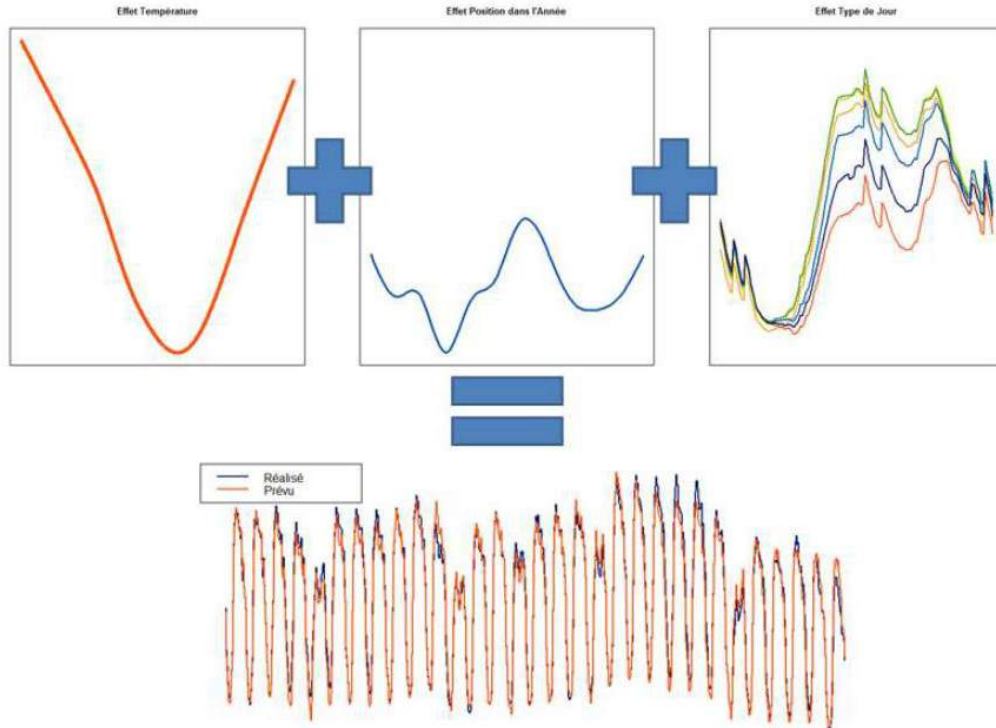 Effet Température
Effet Position dans l'Année
Effet Type de Jour
Réalisé
Prévu